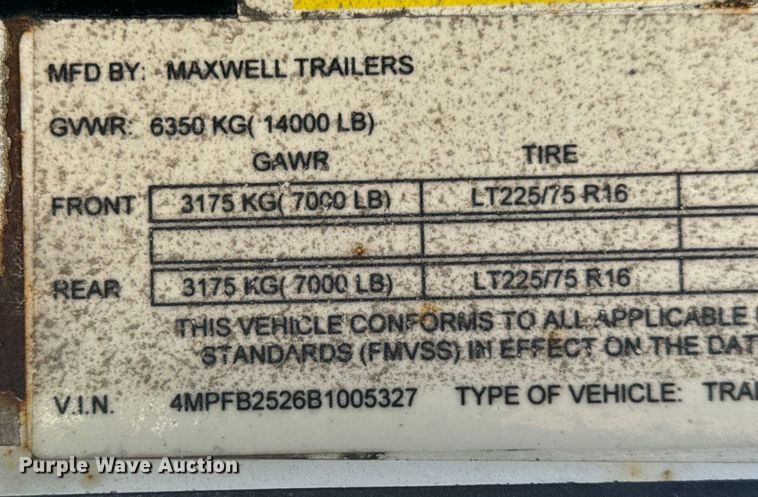 MFD BY: MAXWELL TRAILERS
GVWR: 6350 KG( 14000 LB)
GAWR TIRE
FRONT 3175 KG( 7000 LB) LT225/75 R16
REAR 3175 KG( 7000 LB) LT225/75 R16
THIS VEHICLE CONFORMS TO ALL APPLICABLE
STANDARDS (FMVSS) IN EFFECT ON THE DAT
V.I.N. 4MPFB2526B1005327 TYPE OF VEHICLE: TRAI
Purple Wave Auction